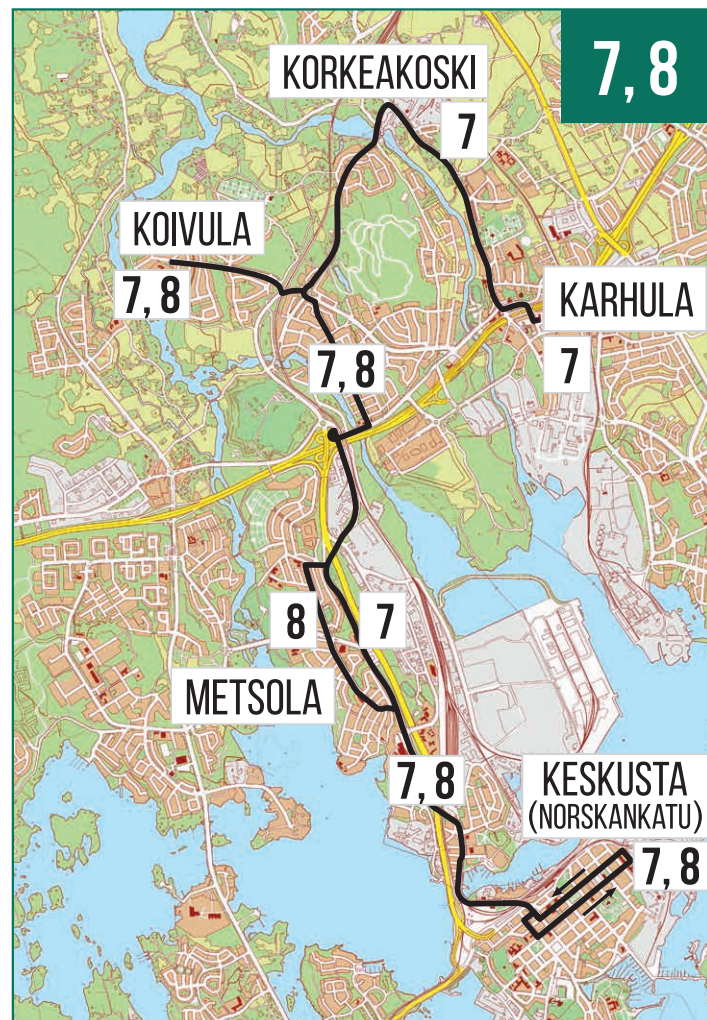 7, 8
KORKEAKOSKI
7
KOIVULA
7, 8
KARHULA
7
7, 8
8
7
METSOLA
7, 8
KESKUSTA
(NORSKANKATU)
7, 8